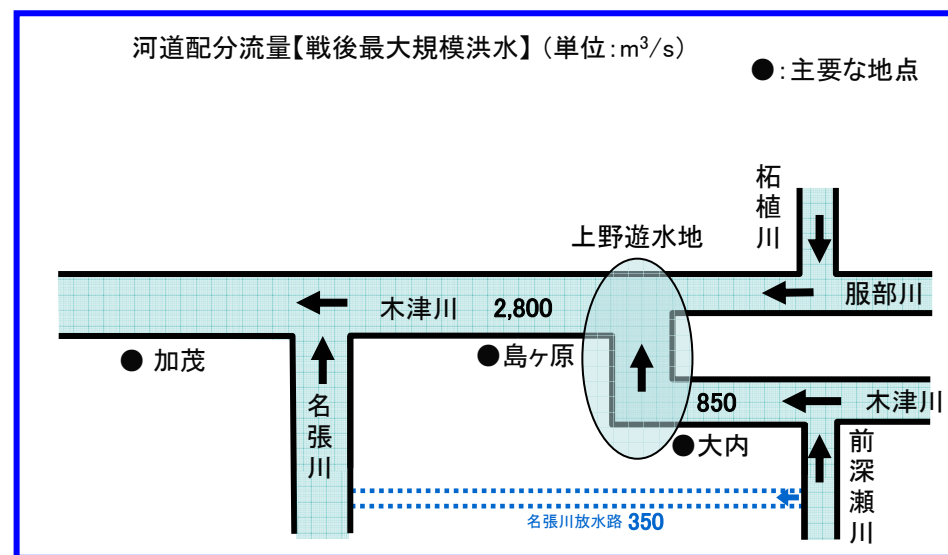 河道配分流量【戦後最大規模洪水】（単位：m³/s）
●：主要な地点
柘植川
上野遊水地
木津川 2,800
服部川
●加茂
●島ヶ原
850
木津川
名張川
●大内
前深瀬川
名張川放水路 350